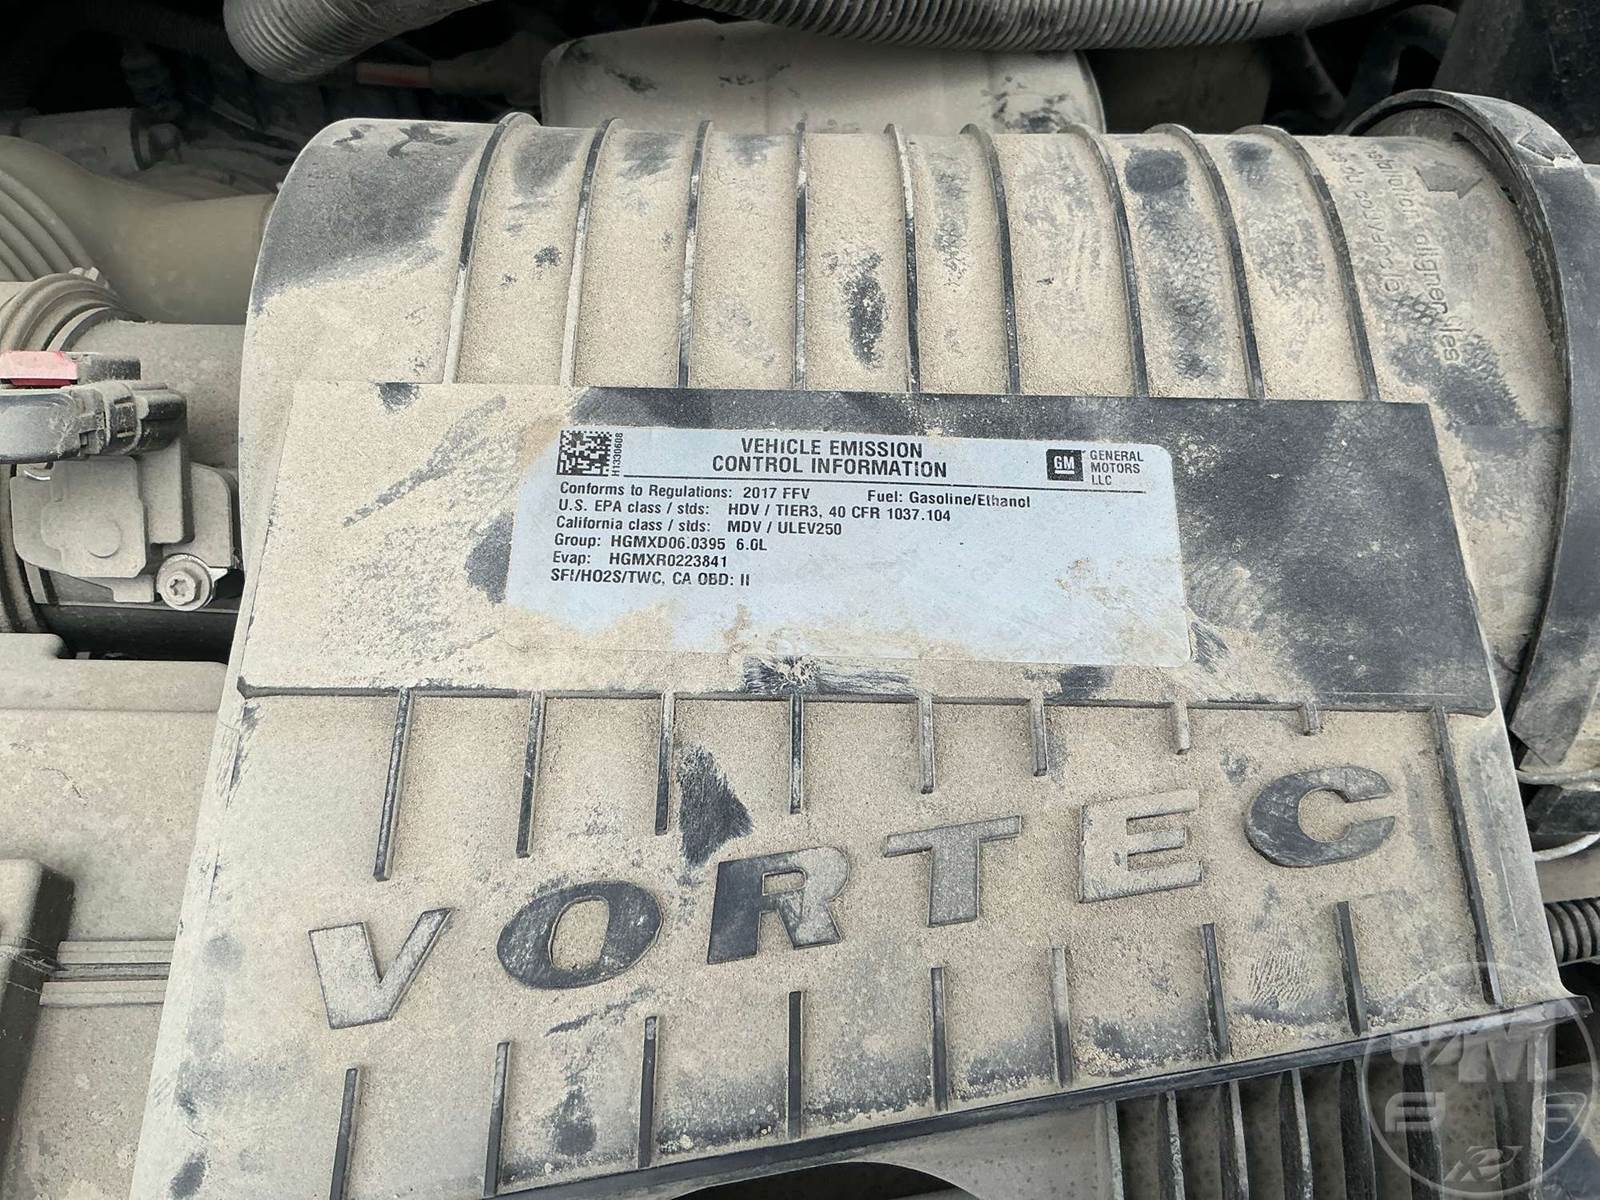 H1330608
VEHICLE EMISSION
CONTROL INFORMATION
GM
GENERAL
MOTORS
LLC
Conforms to Regulations: 2017 FFV Fuel: Gasoline/Ethanol
U.S. EPA class / stds: HDV / TIER3, 40 CFR 1037.104
California class / stds: MDV / ULEV250
Group: HGMXD06.0395 6.0L
Evap: HGMXR0223841
SFI/HO2S/TWC, CA OBD: II
VORTEC